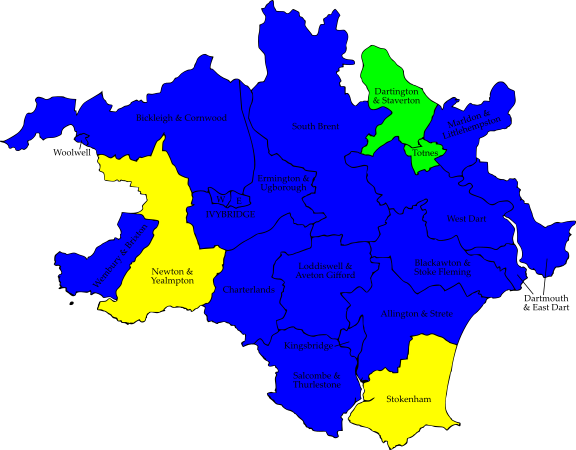 Dartington
& Staverton
Bickleigh & Cornwood
Marldon &
Littlehempston
South Brent
Woolwell
Totnes
Ermington &
Ugborough
W
E
IVYBRIDGE
West Dart
Wembury & Brixton
Newton &
Yealmpton
Charterlands
Loddiswell &
Aveton Gifford
Blackawton &
Stoke Fleming
Dartmouth
& East Dart
Allington & Strete
Kingsbridge
Salcombe &
Thurlestone
Stokenham